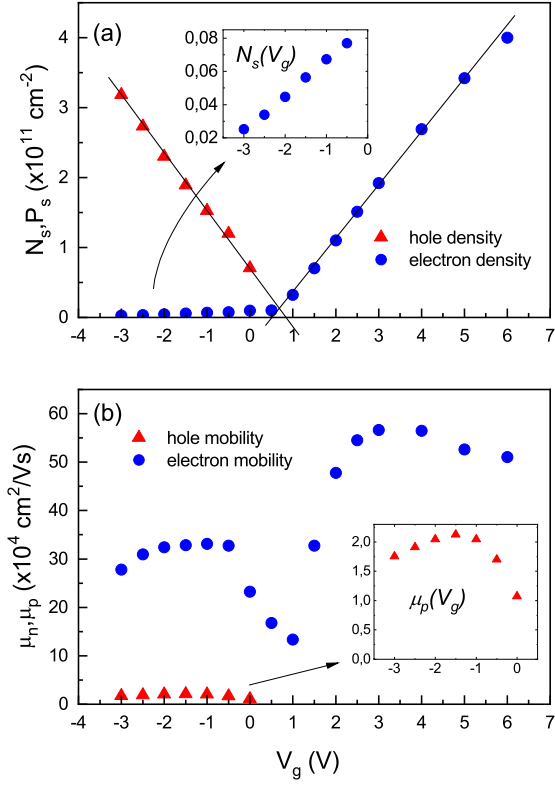 (a)
N_s(V_g)
0,08
0,06
0,04
0,02
-3 -2 -1 0
N_s,P_s (x10^11 cm^-2)
4
3
2
1
0
hole density
electron density
-4 -3 -2 -1 0 1 2 3 4 5 6 7
(b)
hole mobility
electron mobility
μ_n,μ_p (x10^4 cm^2/Vs)
60
50
40
30
20
10
0
2,0
1,5
1,0
0,5
0,0
μ_p(V_g)
-3 -2 -1 0
-4 -3 -2 -1 0 1 2 3 4 5 6 7
V_g (V)